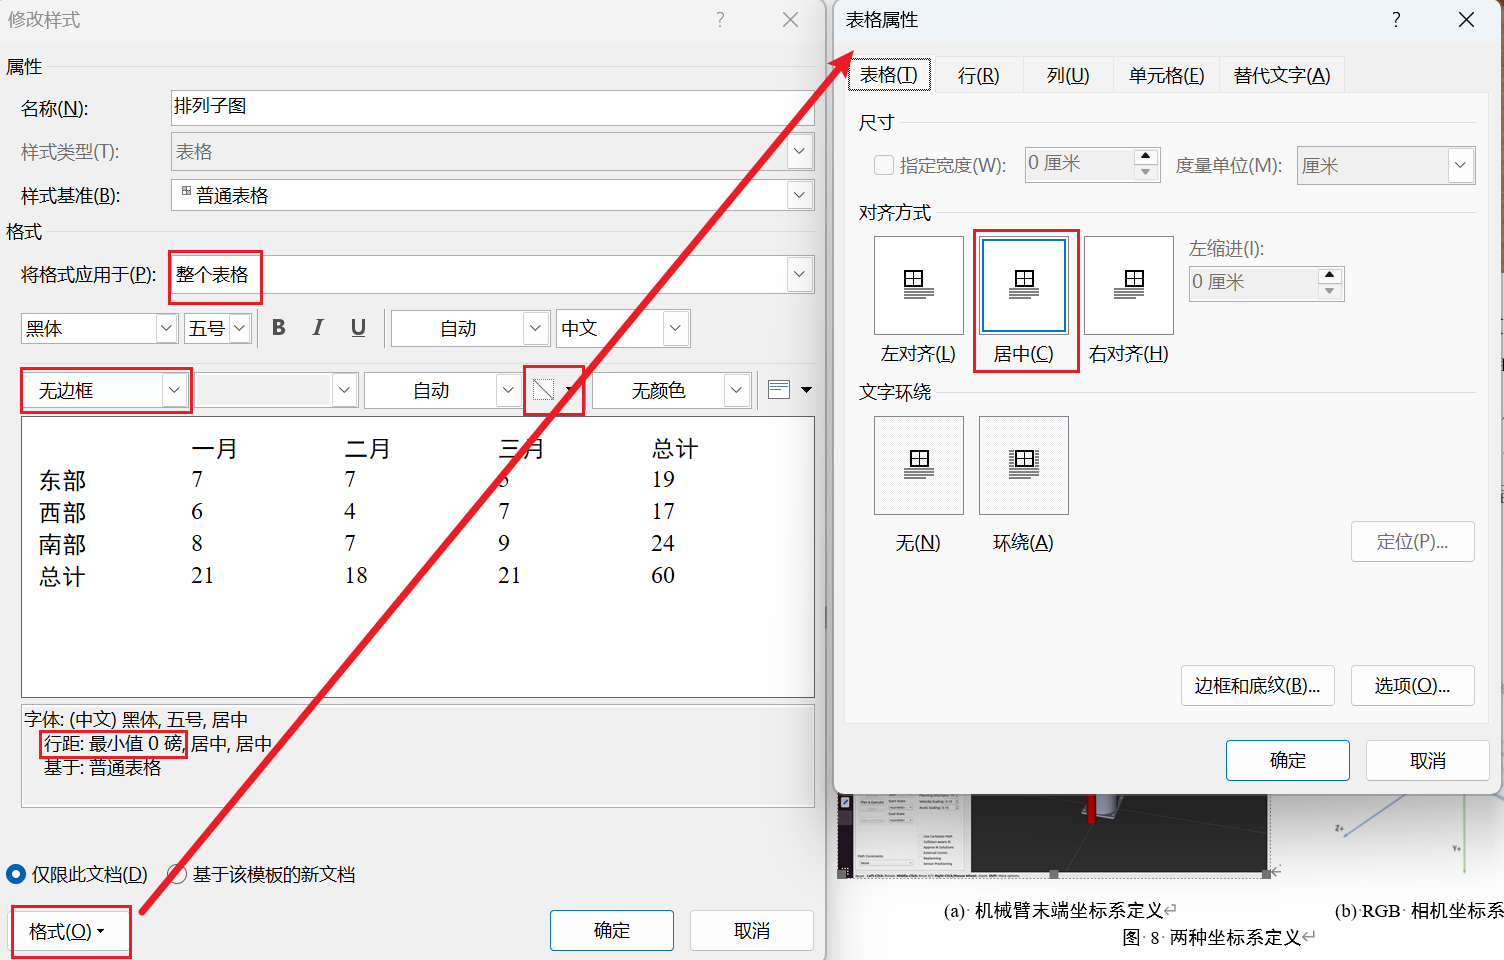 修改样式
?
属性
名称(N):
排列子图
样式类型(T):
表格
样式基准(B):
普通表格
格式
将格式应用于(P):
整个表格
黑体
五号
B
I
U
自动
中文
无边框
自动
无颜色
一月 二月 三月 总计
东部 7 7 5 19
西部 6 4 7 17
南部 8 7 9 24
总计 21 18 21 60
字体: (中文) 黑体, 五号, 居中
行距: 最小值 0 磅, 居中, 居中
基于: 普通表格
仅限此文档(D)
基于该模板的新文档
格式(O)
确定
取消
表格属性
?
表格(T)
行(R)
列(U)
单元格(E)
替代文字(A)
尺寸
指定宽度(W):
0 厘米
度量单位(M):
厘米
对齐方式
左缩进(I):
0 厘米
左对齐(L)
居中(C)
右对齐(H)
文字环绕
无(N)
环绕(A)
定位(P)...
边框和底纹(B)...
选项(O)...
确定
取消
Z+
Y+
(a) 机械臂末端坐标系定义
(b) RGB 相机坐标系
图 8 两种坐标系定义